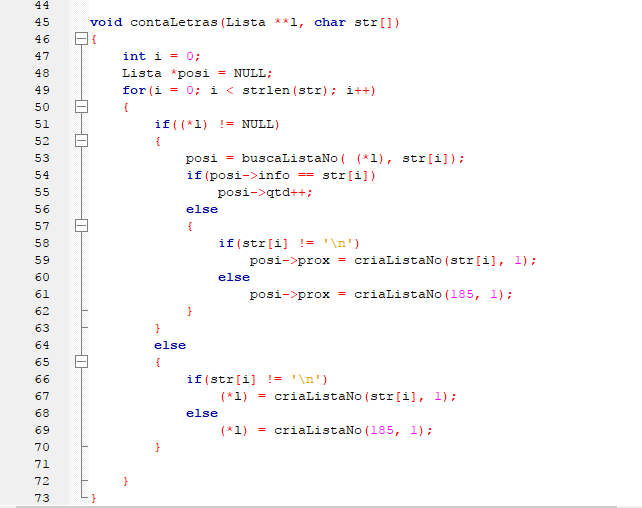 44
45 void contaLetras(Lista **l, char str[])
46 {
47 int i = 0;
48 Lista *posi = NULL;
49 for(i = 0; i < strlen(str); i++)
50 {
51 if((*l) != NULL)
52 {
53 posi = buscaListaNo( (*l), str[i]);
54 if(posi->info == str[i])
55 posi->qtd++;
56 else
57 {
58 if(str[i] != '\n')
59 posi->prox = criaListaNo(str[i], 1);
60 else
61 posi->prox = criaListaNo(185, 1);
62 }
63 }
64 else
65 {
66 if(str[i] != '\n')
67 (*l) = criaListaNo(str[i], 1);
68 else
69 (*l) = criaListaNo(185, 1);
70 }
71
72 }
73 }